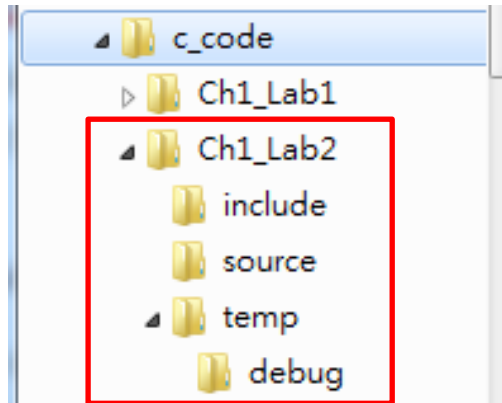 c_code
Ch1_Lab1
Ch1_Lab2
include
source
temp
debug